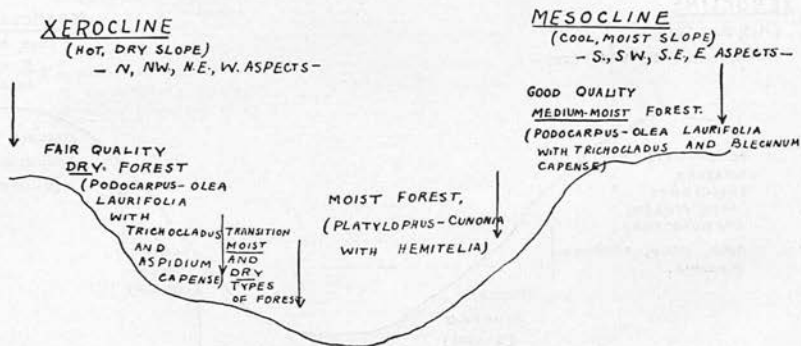 XEROCLINE
(HOT, DRY SLOPE)
- N, NW, N.E., W. ASPECTS -
MESOCLINE
(COOL, MOIST SLOPE)
- S., SW, S.E, E ASPECTS -
GOOD QUALITY
MEDIUM-MOIST FOREST.
(PODOCARPUS-OLEA LAURIFOLIA
WITH TRICHOCLADUS AND BLECHNUM
CAPENSE)
FAIR QUALITY
DRY. FOREST
(PODOCARPUS-OLEA
LAURIFOLIA
WITH
TRICHOCLADUS
AND
ASPIDIUM
CAPENSE)
TRANSITION
MOIST
AND
DRY
TYPES
OF FOREST
MOIST FOREST,
(PLATYLOPHUS-CUNONIA
WITH HEMITELIA)